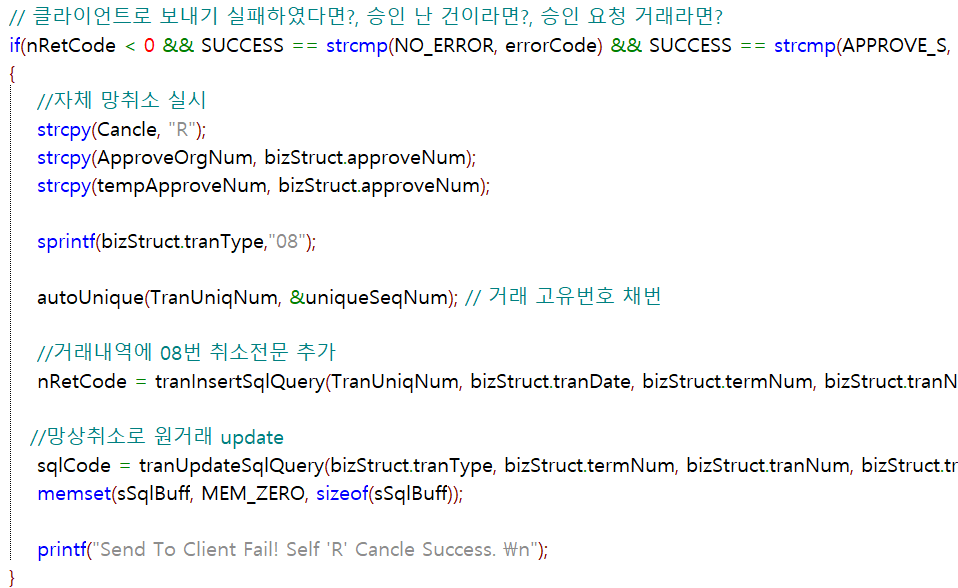 // 클라이언트로 보내기 실패하였다면?, 승인 난 건이라면?, 승인 요청 거래라면?
if(nRetCode < 0 && SUCCESS == strcmp(NO_ERROR, errorCode) && SUCCESS == strcmp(APPROVE_S,
{
//자체 망취소 실시
strcpy(Cancle, "R");
strcpy(ApproveOrgNum, bizStruct.approveNum);
strcpy(tempApproveNum, bizStruct.approveNum);
sprintf(bizStruct.tranType,"08");
autoUnique(TranUniqNum, &uniqueSeqNum); // 거래 고유번호 채번
//거래내역에 08번 취소전문 추가
nRetCode = tranInsertSqlQuery(TranUniqNum, bizStruct.tranDate, bizStruct.termNum, bizStruct.tranN
//망상취소로 원거래 update
sqlCode = tranUpdateSqlQuery(bizStruct.tranType, bizStruct.termNum, bizStruct.tranNum, bizStruct.tr
memset(sSqlBuff, MEM_ZERO, sizeof(sSqlBuff));
printf("Send To Client Fail! Self 'R' Cancle Success. ₩n");
}